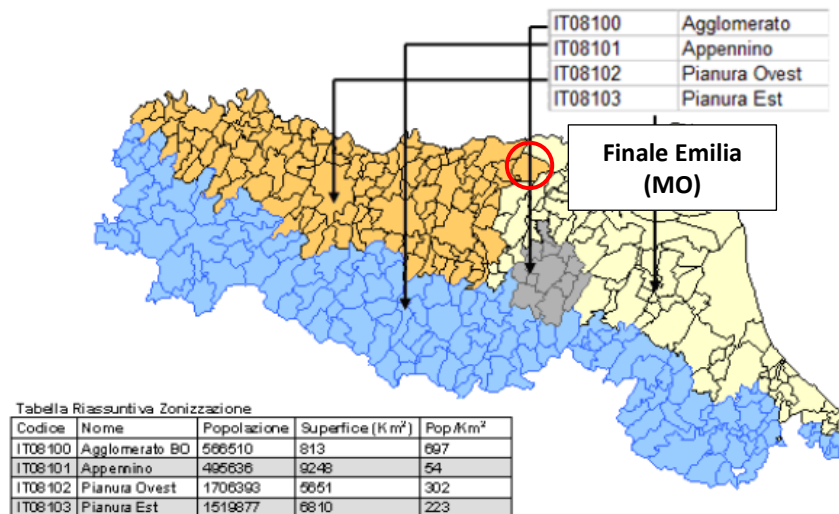 IT08100 Agglomerato
IT08101 Appennino
IT08102 Pianura Ovest
IT08103 Pianura Est
Finale Emilia
(MO)
Tabella Riassuntiva Zonizzazione
Codice Nome Popolazione Superfice (Km²) Pop/Km²
IT08100 Agglomerato BO 566510 813 697
IT08101 Appennino 495636 9248 54
IT08102 Pianura Ovest 1706393 5651 302
IT08103 Pianura Est 1519877 6810 223